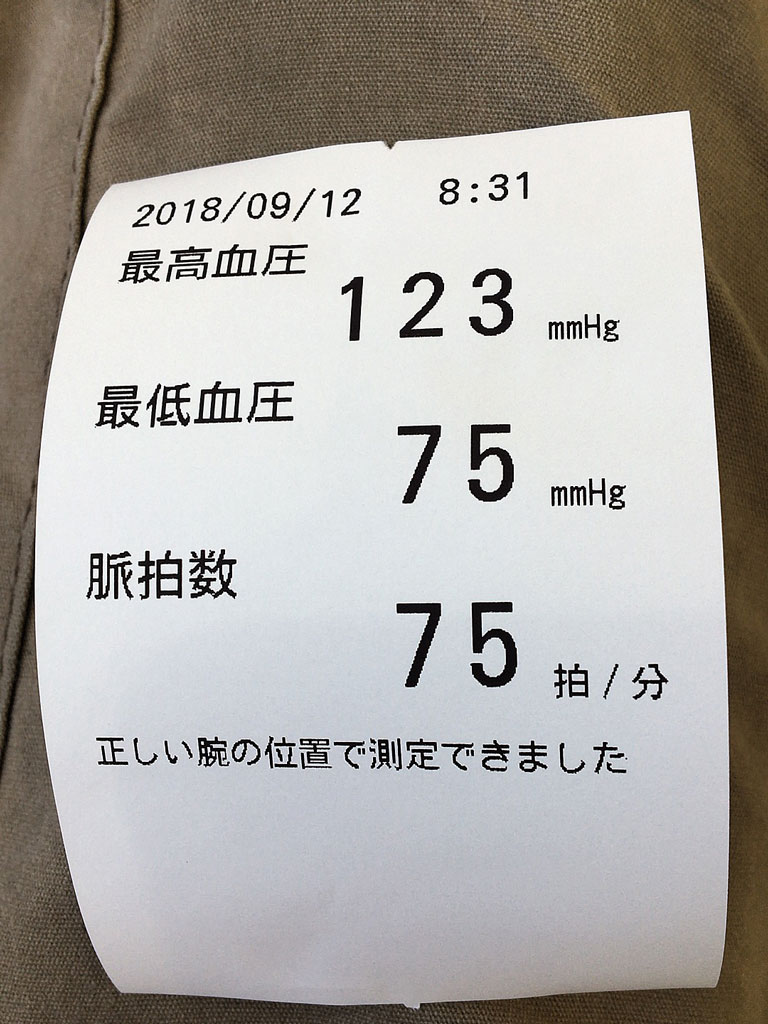 2018/09/12 8:31
最高血圧
123 mmHg
最低血圧
75 mmHg
脈拍数
75 拍/分
正しい腕の位置で測定できました